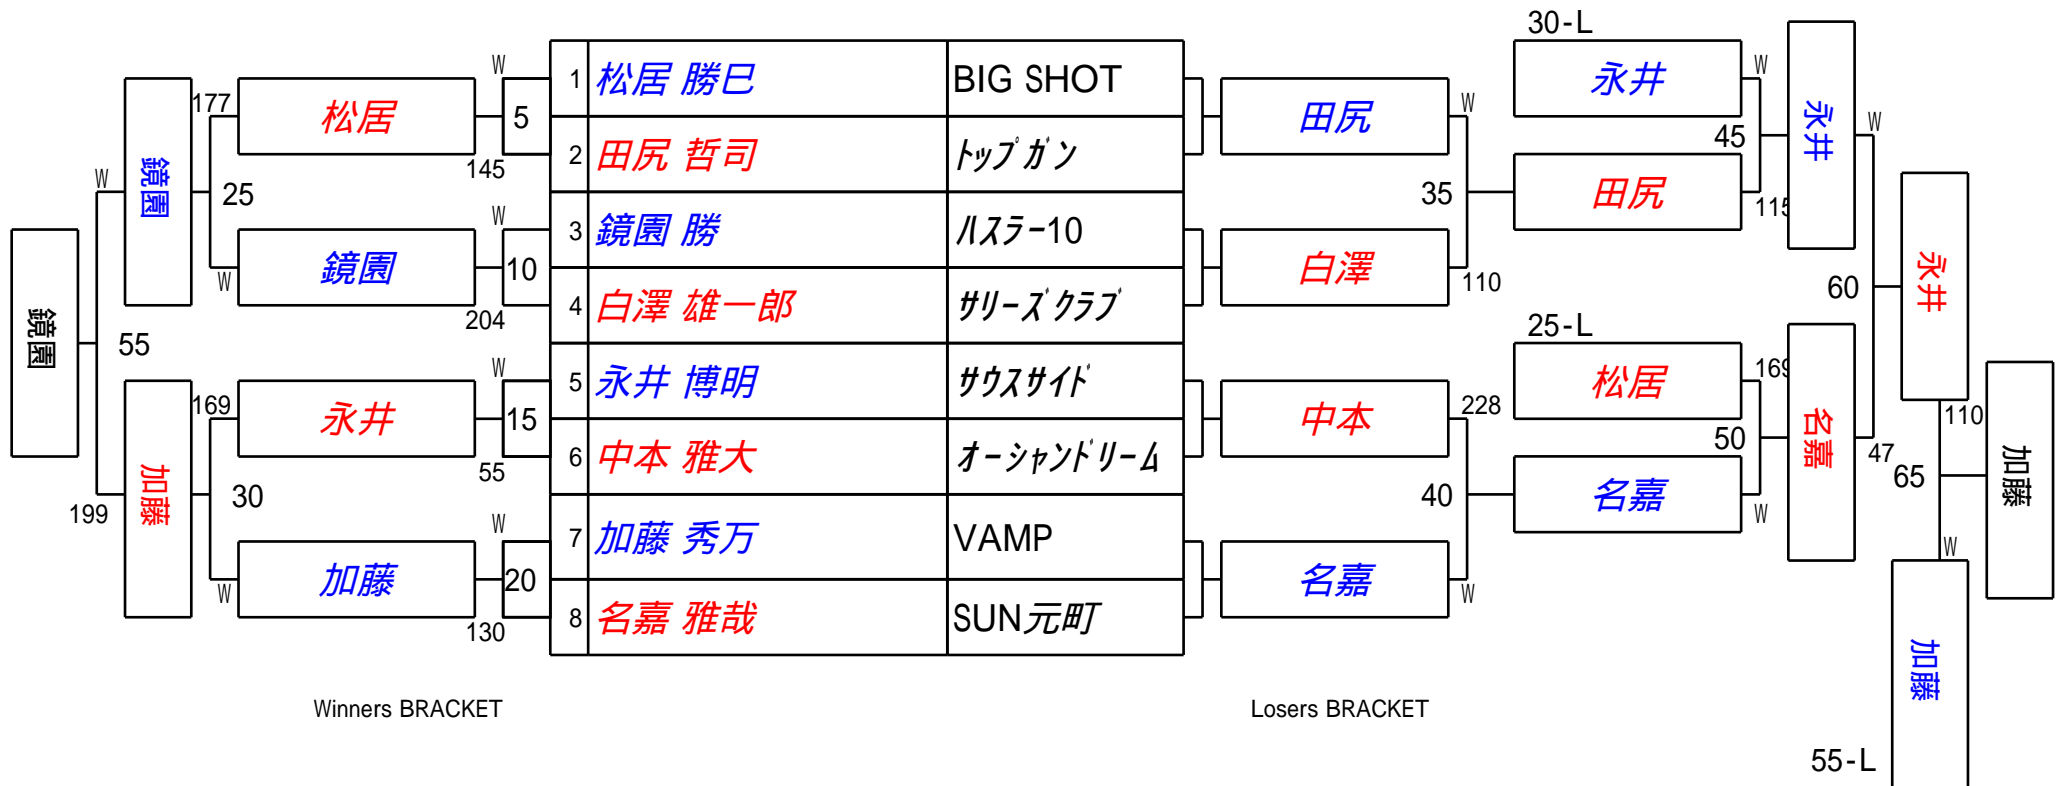 30-L
W
W
1 松居 勝巳 BIG SHOT
永井
177
松居
5
田尻
W
永井
W
2 田尻 哲司 トップガン
45
145
鏡園
W
25
35
田尻
115
W
3 鏡園 勝 ハスラー10
永井
鏡園
10
白澤
W
110
60
4 白澤 雄一郎 サリーズクラブ
204
鏡園
55
25-L
W
169
5 永井 博明 サウスサイド
松居
169
永井
15
中本
228
名嘉
110
50
47
6 中本 雅大 オーシャンドリーム
55
加藤
65
加藤
30
40
名嘉
199
W
W
7 加藤 秀万 VAMP
W
加藤
20
名嘉
W
W
8 名嘉 雅哉 SUN元町
130
加藤
Winners BRACKET
Losers BRACKET
55-L